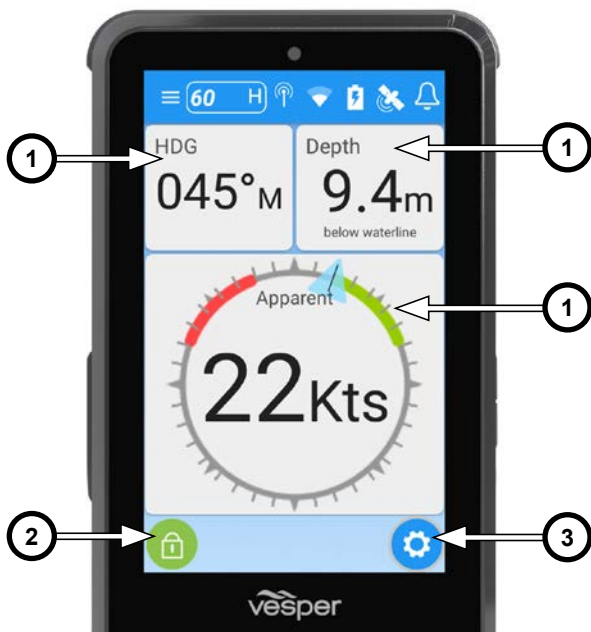 60 H
HDG
045°M
Depth
9.4m
below waterline
Apparent
22Kts
1
1
1
2
3
vesper